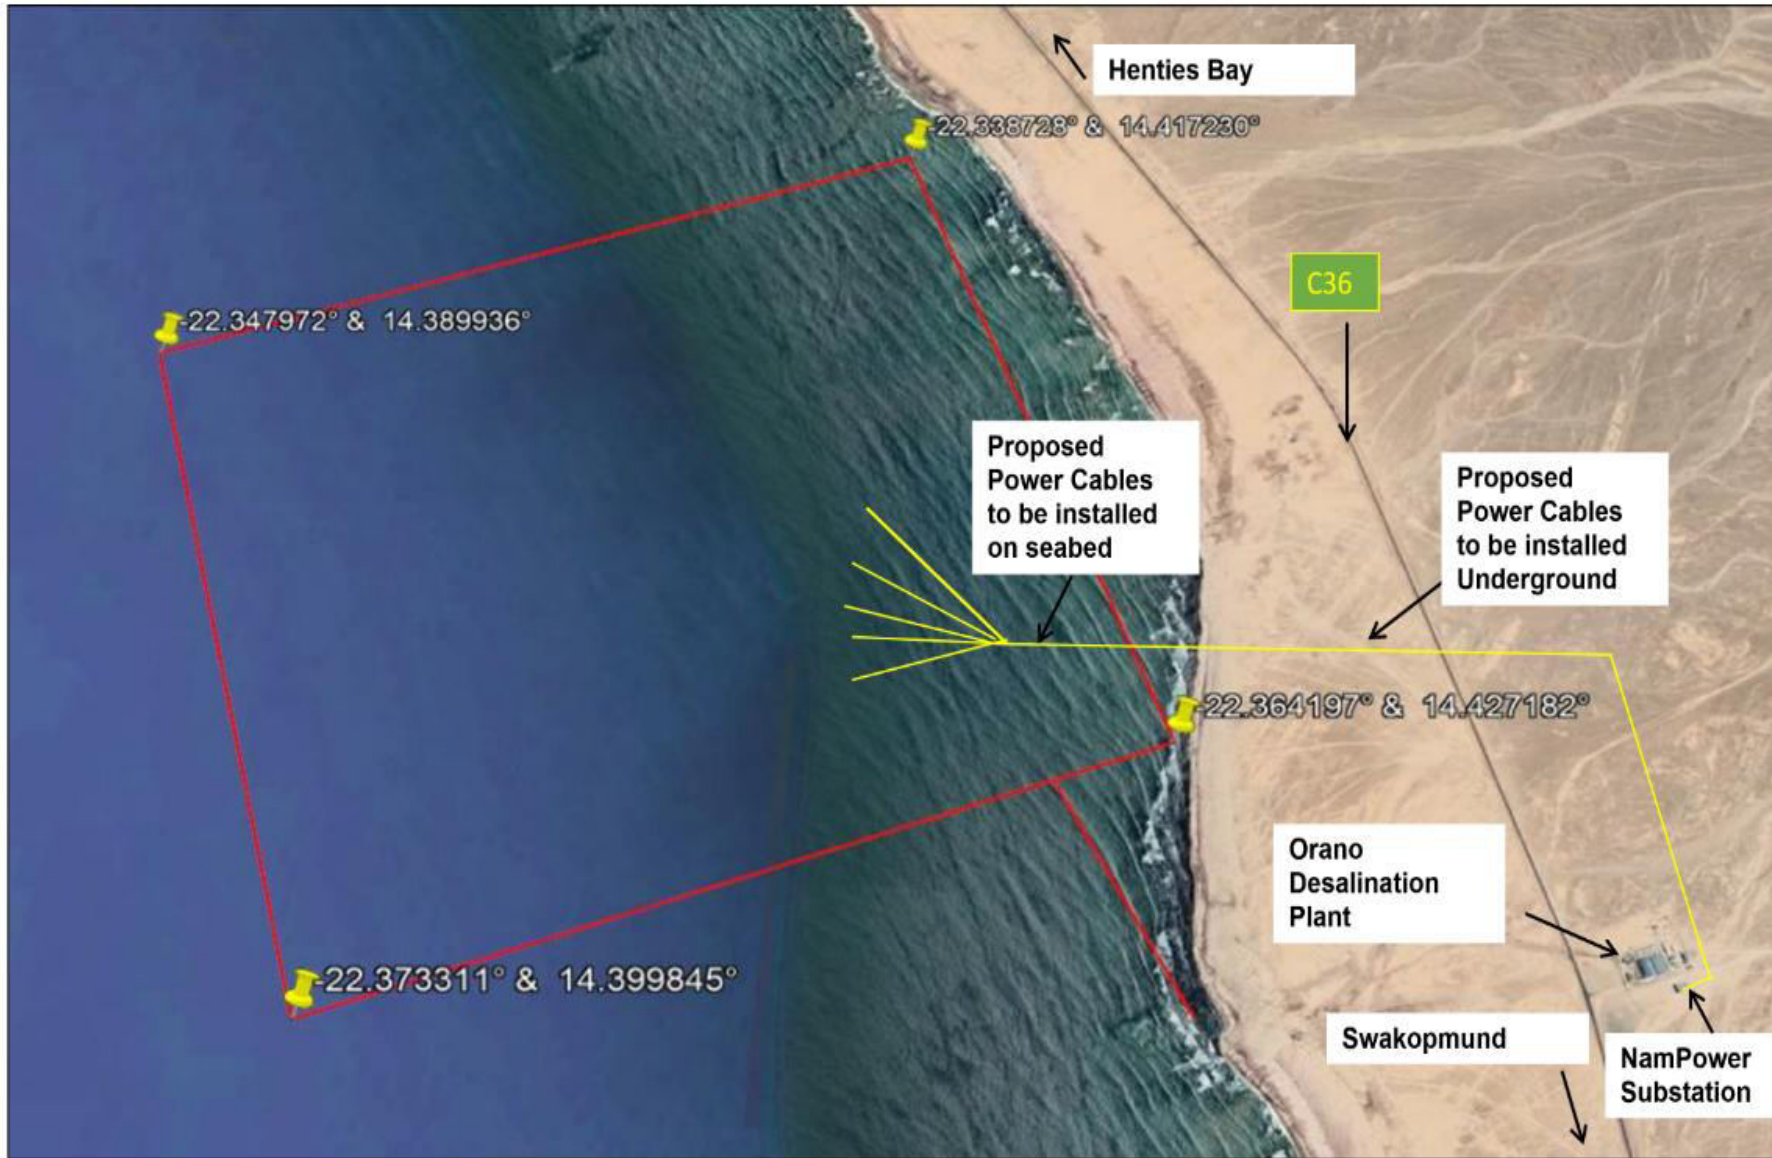 Henties Bay
-22.338728° & 14.417230°
C36
-22.347972° & 14.389936°
Proposed
Power Cables
to be installed
on seabed
Proposed
Power Cables
to be installed
Underground
-22.364197° & 14.427182°
Orano
Desalination
Plant
-22.373311° & 14.399845°
Swakopmund
NamPower
Substation